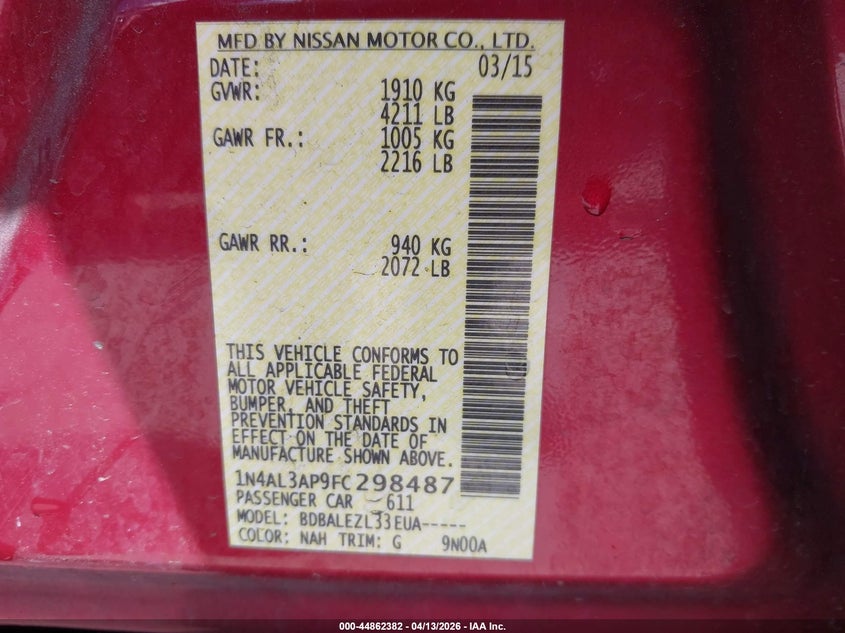 MFD BY NISSAN MOTOR CO., LTD.
DATE: 03/15
GVWR: 1910 KG
4211 LB
GAWR FR.: 1005 KG
2216 LB
GAWR RR.: 940 KG
2072 LB
THIS VEHICLE CONFORMS TO
ALL APPLICABLE FEDERAL
MOTOR VEHICLE SAFETY,
BUMPER, AND THEFT
PREVENTION STANDARDS IN
EFFECT ON THE DATE OF
MANUFACTURE SHOWN ABOVE.
1N4AL3AP9FC298487
PASSENGER CAR 611
MODEL: BDBALEZL33EUA-----
COLOR: NAH TRIM: G 9N00A
000-44862382 - 04/13/2026 - IAA Inc.